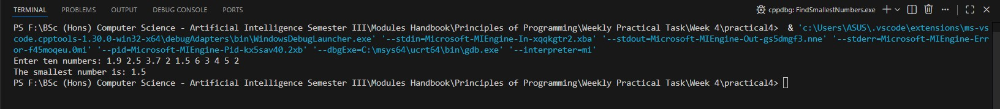 TERMINAL PROBLEMS OUTPUT DEBUG CONSOLE PORTS cppdbg: FindSmallestNumbers.exe
PS F:\BSc (Hons) Computer Science - Artificial Intelligence Semester III\Modules Handbook\Principles of Programming\Weekly Practical Task\Week 4\practical4>  & 'c:\Users\ASUS\.vscode\extensions\ms-vs
code.cpptools-1.30.0-win32-x64\debugAdapters\bin\WindowsDebugLauncher.exe' '--stdin=Microsoft-MIEngine-In-xqqkgtr2.xba' '--stdout=Microsoft-MIEngine-Out-gs5dmgf3.nne' '--stderr=Microsoft-MIEngine-Err
or-f45moqeu.0mi' '--pid=Microsoft-MIEngine-Pid-kx5sav40.2xb' '--dbgExe=C:\msys64\ucrt64\bin\gdb.exe' '--interpreter=mi'
Enter ten numbers: 1.9 2.5 3.7 2 1.5 6 3 4 5 2
The smallest number is: 1.5
PS F:\BSc (Hons) Computer Science - Artificial Intelligence Semester III\Modules Handbook\Principles of Programming\Weekly Practical Task\Week 4\practical4>